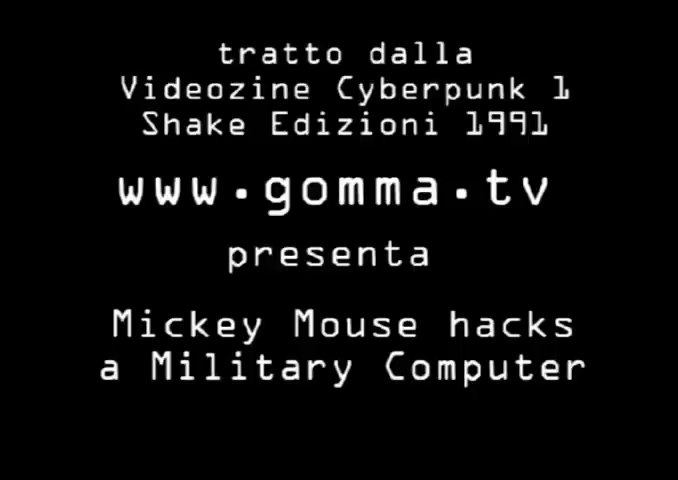 tratto dalla
Videozine Cyberpunk 1
Shake Edizioni 1991
www.gomma.tv
presenta
Mickey Mouse hacks
a Military Computer